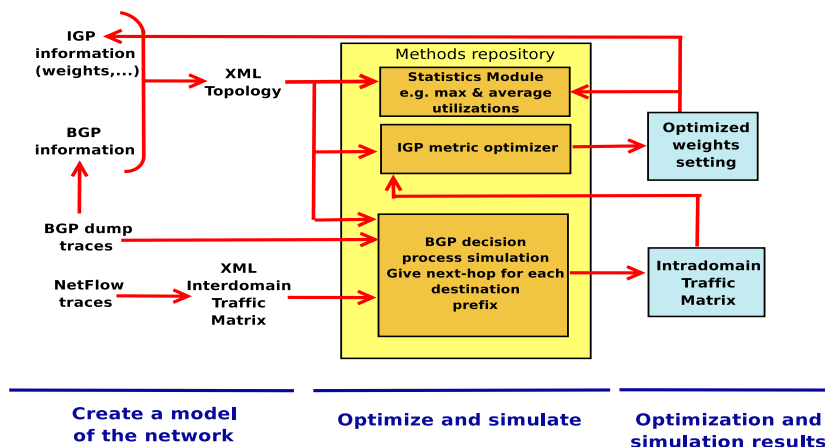 IGP
information
(weights,...)
BGP
information
BGP dump
traces
NetFlow
traces
XML
Topology
XML
Interdomain
Traffic
Matrix
Methods repository
Statistics Module
e.g. max & average
utilizations
IGP metric optimizer
BGP decision
process simulation
Give next-hop for each
destination
prefix
Optimized
weights
setting
Intradomain
Traffic
Matrix
Create a model
of the network
Optimize and simulate
Optimization and
simulation results